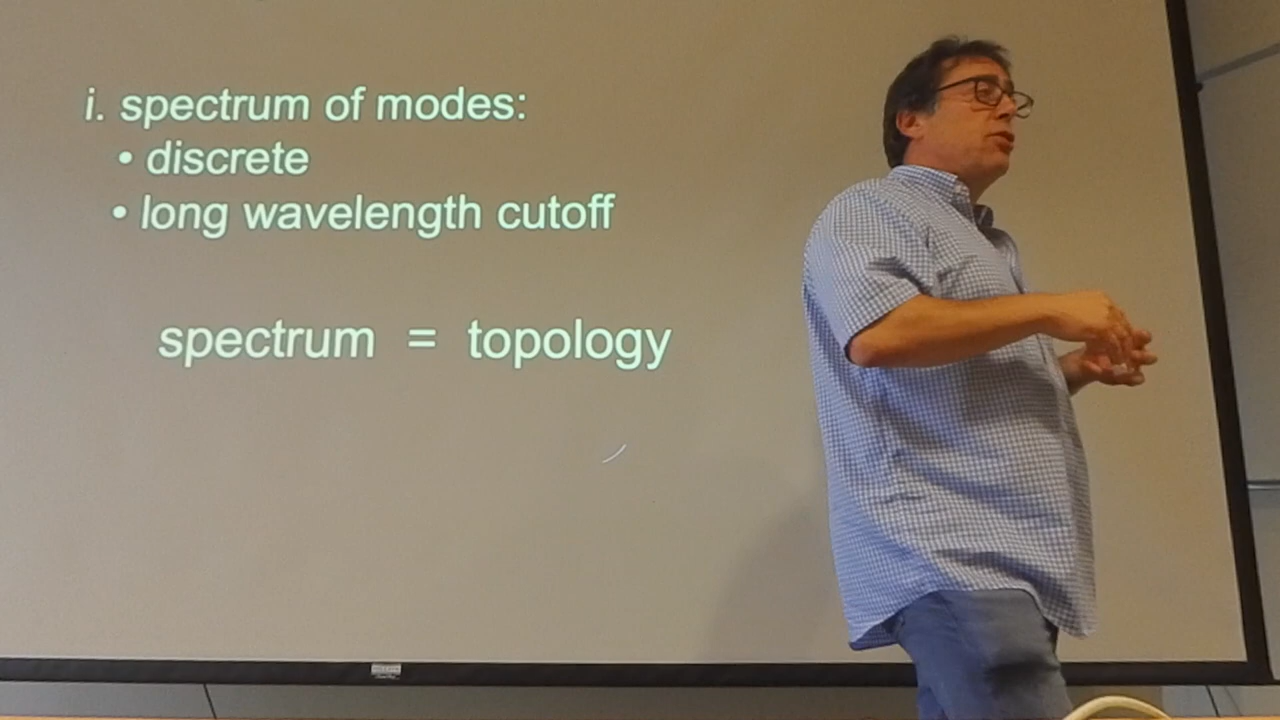 i. spectrum of modes:
• discrete
• long wavelength cutoff
spectrum = topology